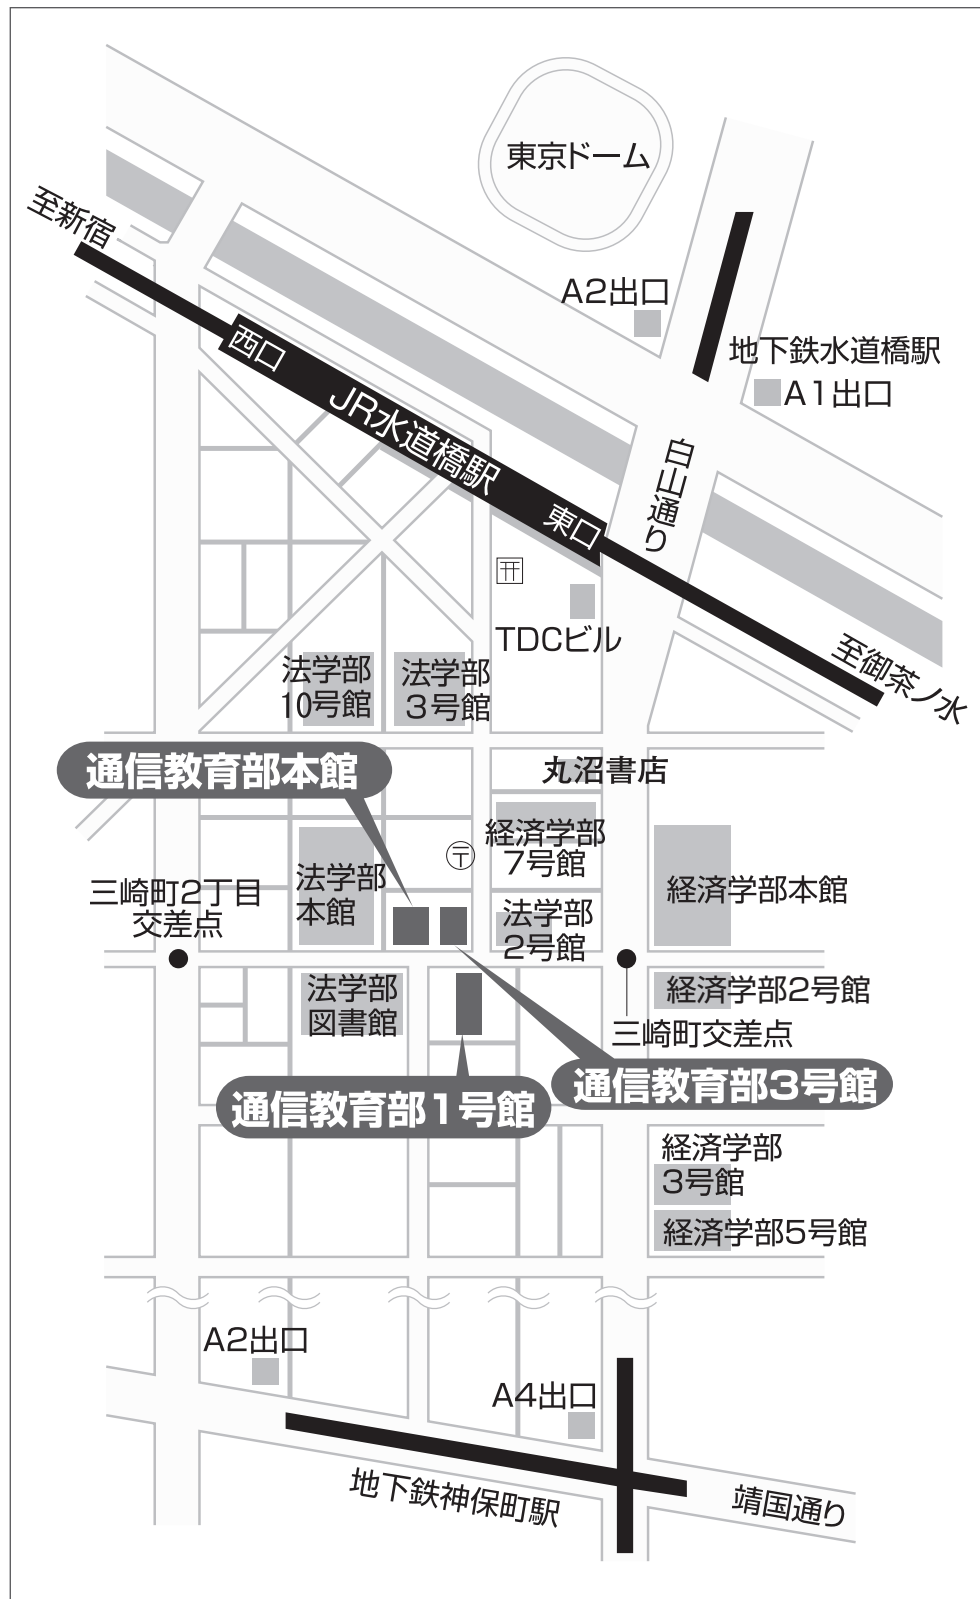 東京ドーム
至新宿
A2出口
地下鉄水道橋駅
A1出口
西口
JR水道橋駅
東口
白山通り
TDCビル
至御茶ノ水
法学部
10号館
法学部
3号館
通信教育部本館
丸沼書店
経済学部
7号館
〒
法学部
本館
三崎町2丁目
交差点
経済学部本館
法学部
2号館
法学部
図書館
経済学部2号館
三崎町交差点
通信教育部3号館
通信教育部1号館
経済学部
3号館
経済学部5号館
A2出口
A4出口
地下鉄神保町駅
靖国通り